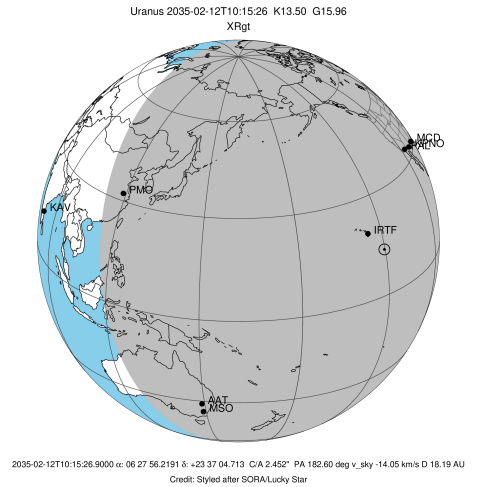 Uranus 2035-02-12T10:15:26  K13.50  G15.96
XRgt
MCD
PMO
KAV
IRTF
AAT
MSO
2035-02-12T10:15:26.9000 α: 06 27 56.2191 δ: +23 37 04.713  C/A 2.452"  PA 182.60 deg v_sky -14.05 km/s D 18.19 AU
Credit: Styled after SORA/Lucky Star